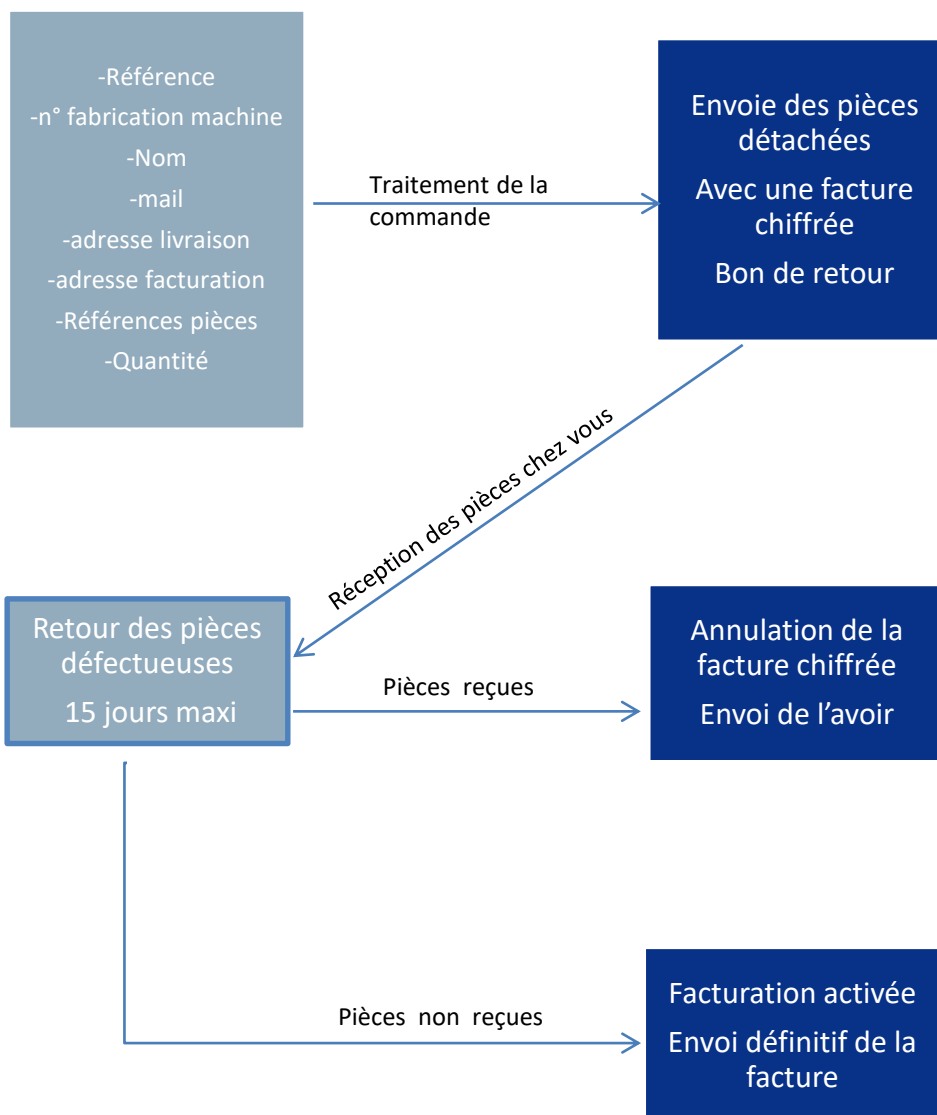 -Référence
-n° fabrication machine
-Nom
-mail
-adresse livraison
-adresse facturation
-Références pièces
-Quantité
Traitement de la
commande
Envoie des pièces
détachées
Avec une facture
chiffrée
Bon de retour
Réception des pièces chez vous
Retour des pièces
défectueuses
15 jours maxi
Pièces reçues
Annulation de la
facture chiffrée
Envoi de l’avoir
Pièces non reçues
Facturation activée
Envoi définitif de la
facture